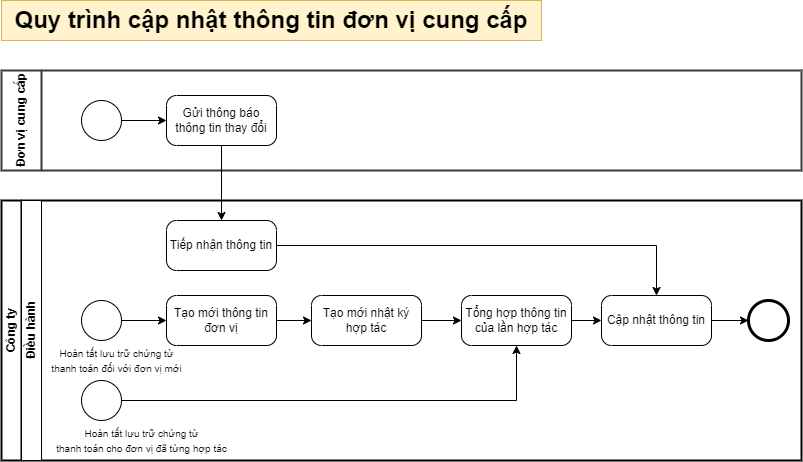 Quy trình cập nhật thông tin đơn vị cung cấp
Đơn vị cung cấp
Gửi thông báo
thông tin thay đổi
Công ty
Điều hành
Tiếp nhận thông tin
Tạo mới thông tin
đơn vị
Tạo mới nhật ký
hợp tác
Tổng hợp thông tin
của lần hợp tác
Cập nhật thông tin
Hoàn tất lưu trữ chứng từ
thanh toán đối với đơn vị mới
Hoàn tất lưu trữ chứng từ
thanh toán cho đơn vị đã từng hợp tác